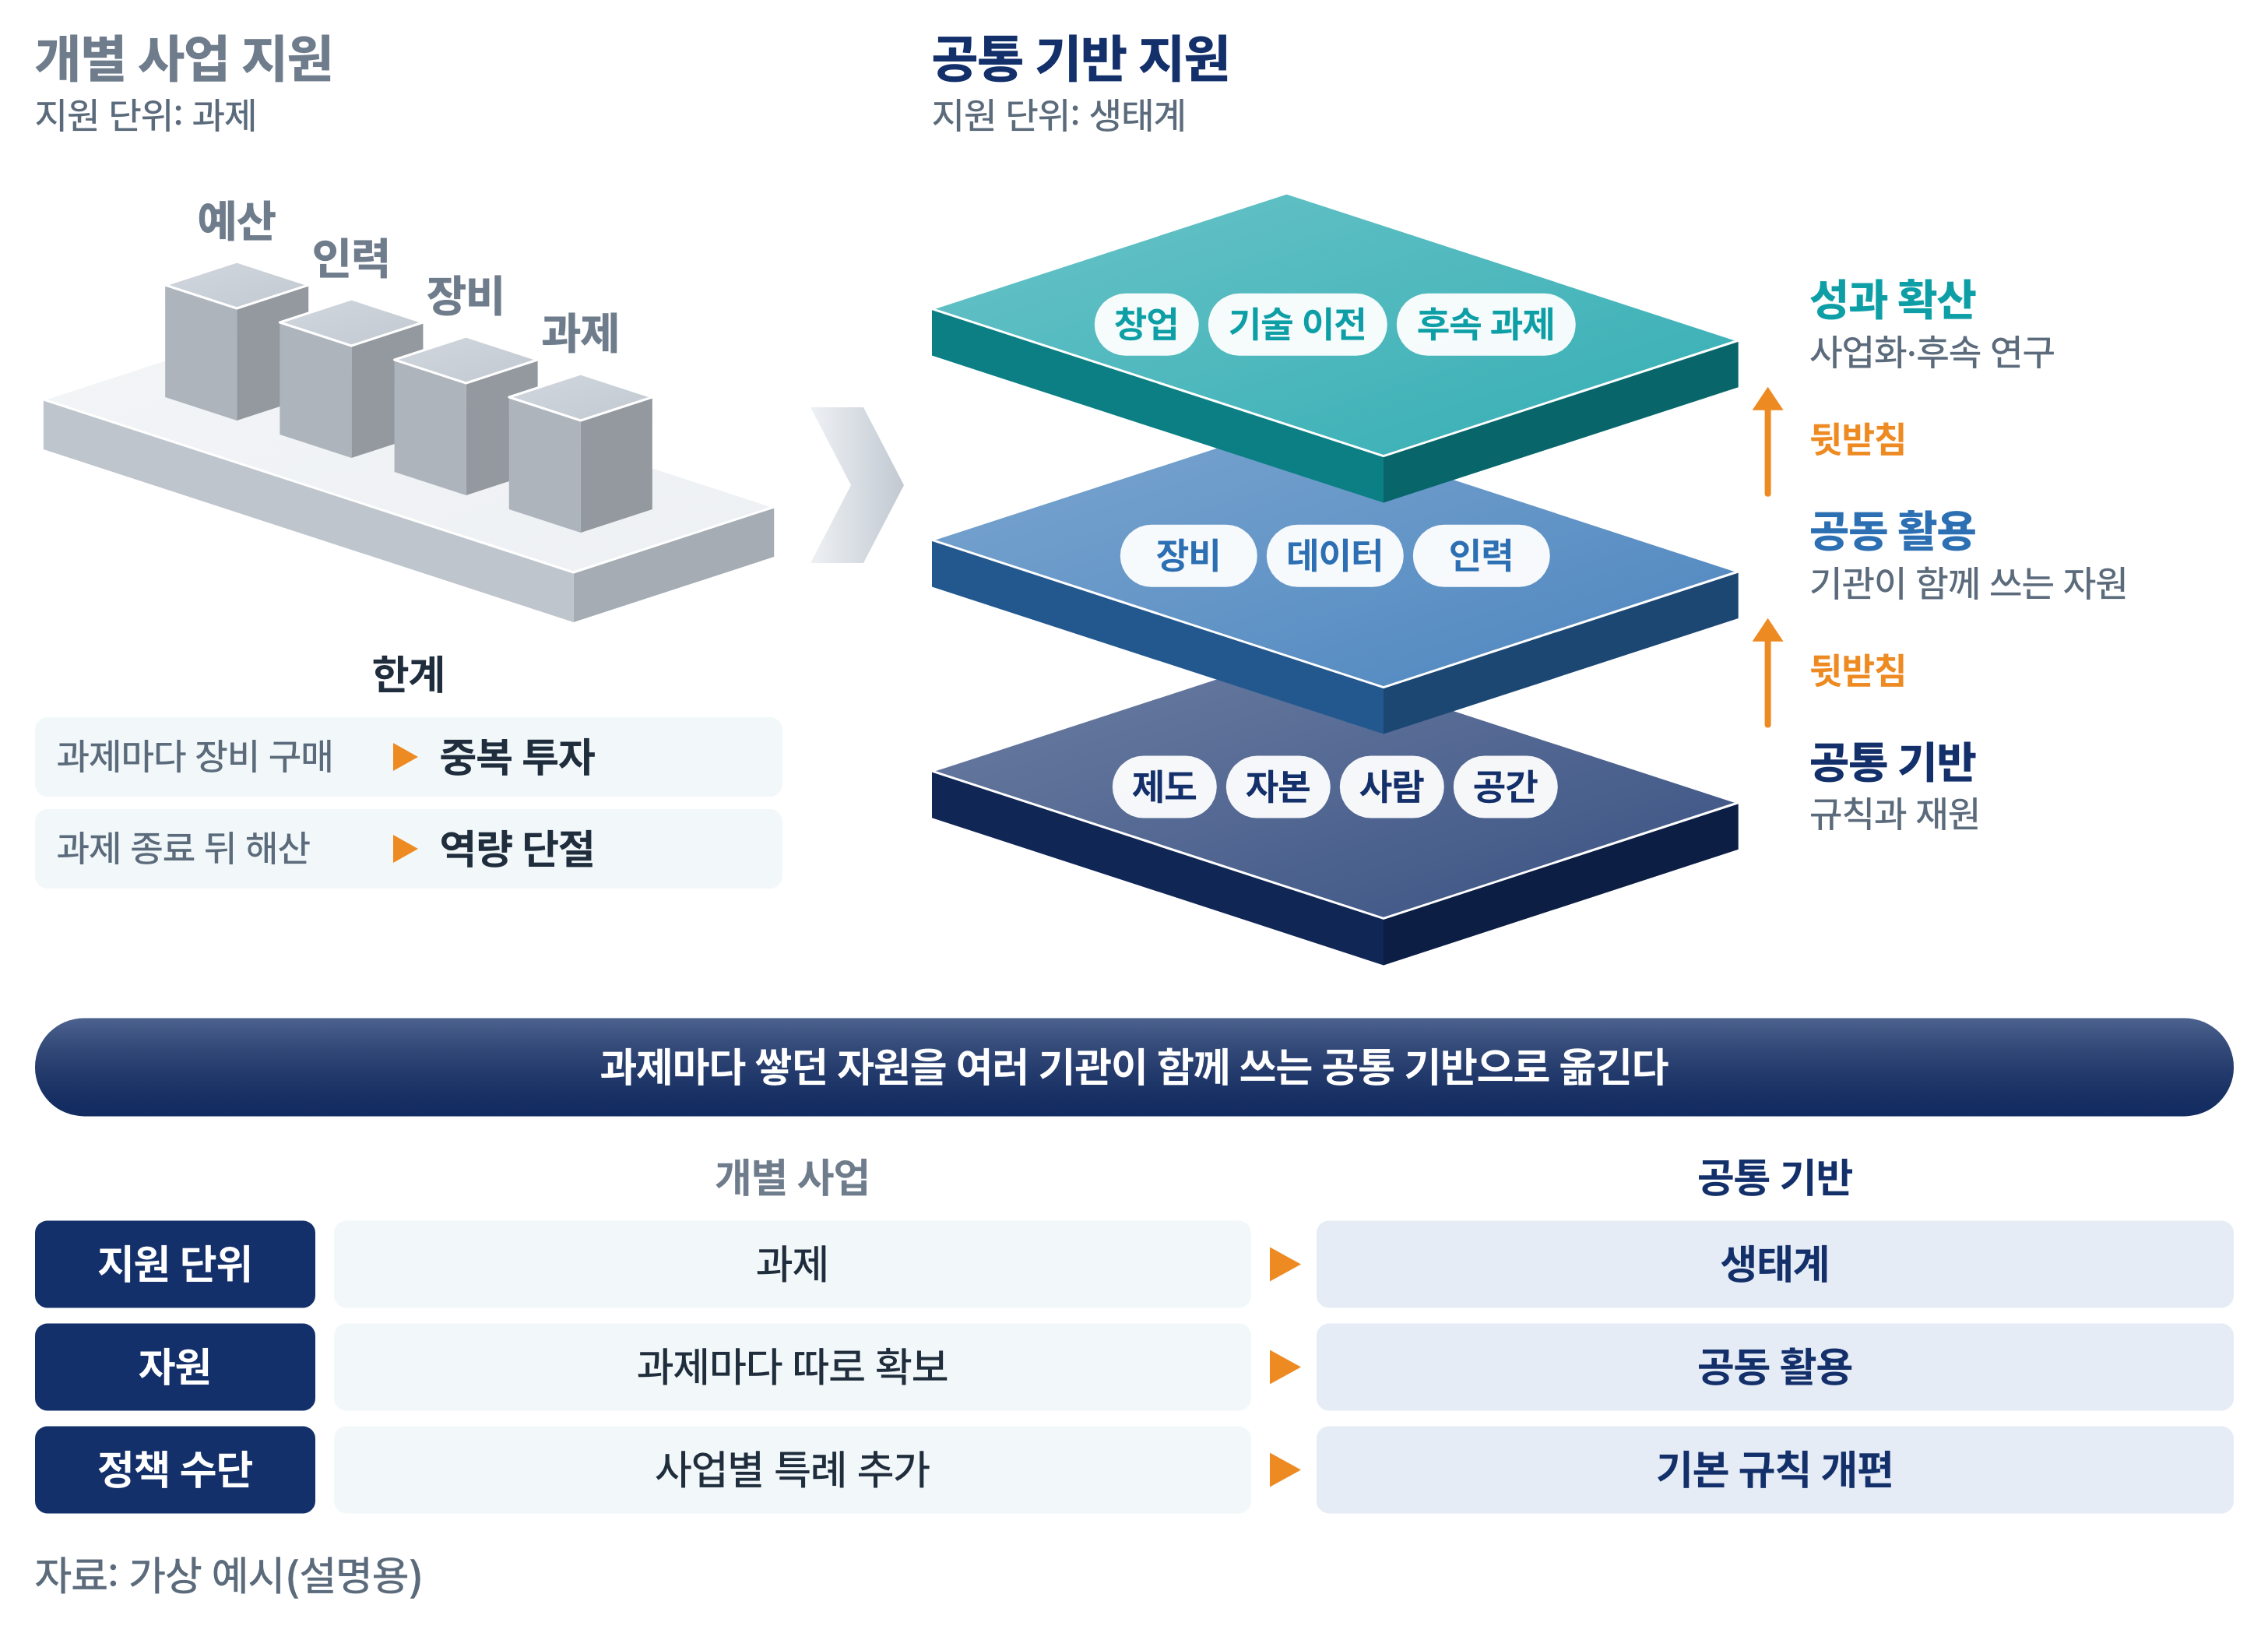 개별 사업 지원
지원 단위: 과제
예산
인력
장비
과제
한계
과제마다 장비 구매
중복 투자
과제 종료 뒤 해산
역량 단절
공통 기반 지원
지원 단위: 생태계
창업
기술 이전
후속 과제
성과 확산
사업화·후속 연구
뒷받침
장비
데이터
인력
공동 활용
기관이 함께 쓰는 자원
뒷받침
제도
자본
사람
공간
공통 기반
규칙과 재원
과제마다 쌓던 자원을 여러 기관이 함께 쓰는 공통 기반으로 옮긴다
개별 사업
공통 기반
지원 단위
과제
생태계
자원
과제마다 따로 확보
공동 활용
정책 수단
사업별 특례 추가
기본 규칙 개편
자료: 가상 예시(설명용)